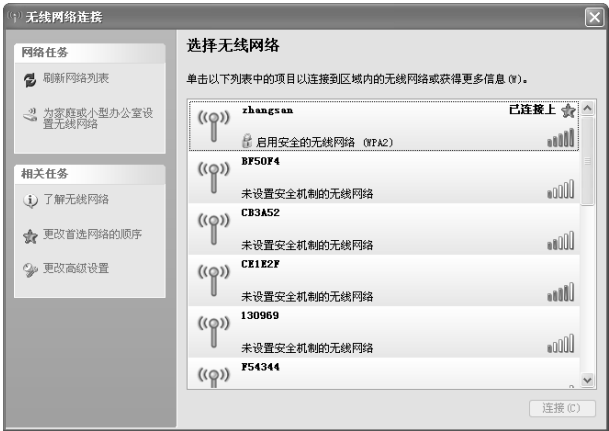 无线网络连接
网络任务
刷新网络列表
为家庭或小型办公室设
置无线网络
相关任务
了解无线网络
更改首选网络的顺序
更改高级设置
选择无线网络
单击以下列表中的项目以连接到区域内的无线网络或获得更多信息(W)。
zhangsan 已连接上
启用安全的无线网络 (WPA2)
BF50F4
未设置安全机制的无线网络
CB3A52
未设置安全机制的无线网络
CE1E2F
未设置安全机制的无线网络
130969
未设置安全机制的无线网络
F54344
连接(C)